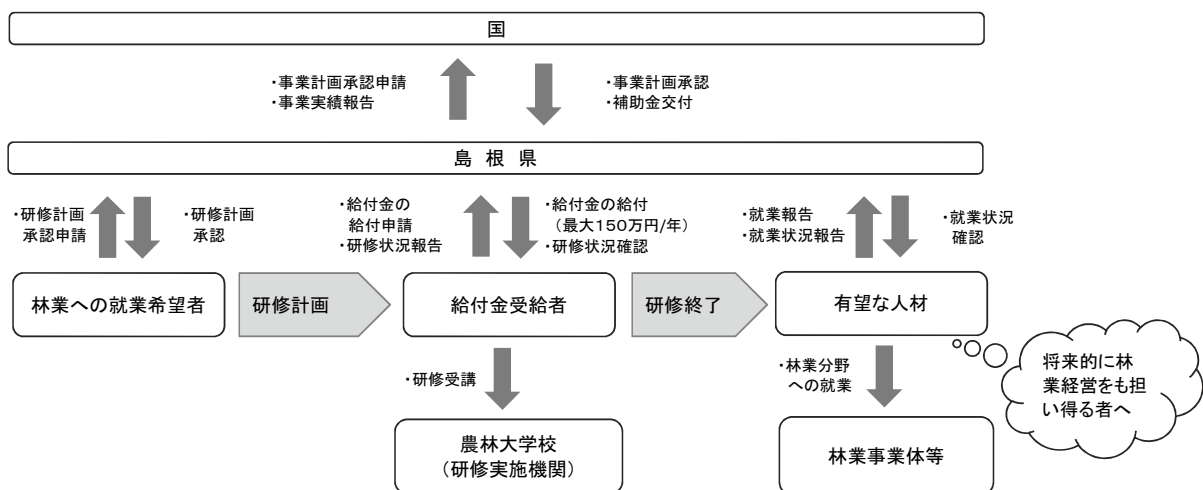 国
・事業計画承認申請
・事業実績報告
・事業計画承認
・補助金交付
島 根 県
・研修計画
承認申請
・研修計画
承認
・給付金の
給付申請
・研修状況報告
・給付金の給付
（最大150万円/年）
・研修状況確認
・就業報告
・就業状況報告
・就業状況
確認
林業への就業希望者
研修計画
給付金受給者
研修終了
有望な人材
・研修受講
・林業分野
への就業
将来的に林
業経営をも担
い得る者へ
農林大学校
（研修実施機関）
林業事業体等